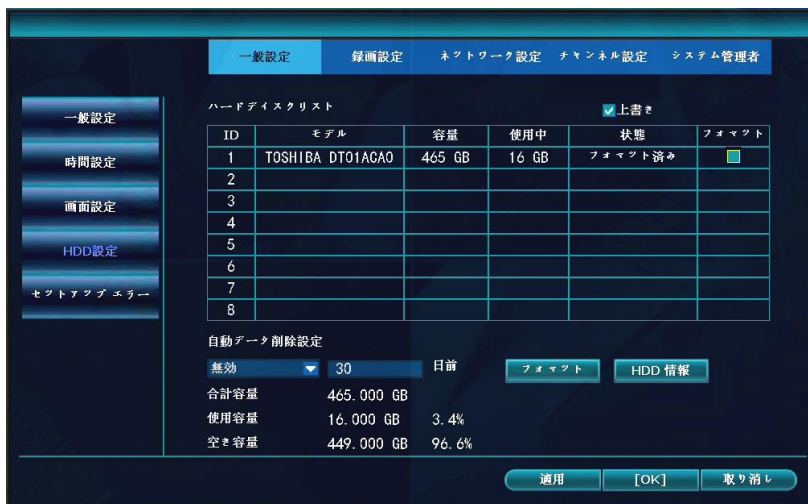 一般設定 録画設定 ネットワーク設定 チャンネル設定 システム管理者
一般設定
時間設定
画面設定
HDD設定
セットアップ エラー
ハードディスクリスト
上書き
ID モデル 容量 使用中 状態 フォマット
1 TOSHIBA DT01ACA0 465 GB 16 GB フォマット済み
2
3
4
5
6
7
8
自動データ削除設定
無効 30 日前 フォマット HDD 情報
合計容量 465.000 GB
使用容量 16.000 GB 3.4%
空き容量 449.000 GB 96.6%
適用 [OK] 取り消し